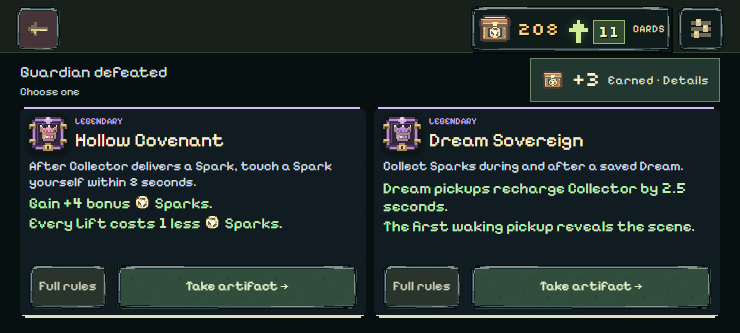 208
11
CARDS
Guardian defeated
Choose one
+3 Earned · Details
LEGENDARY
Hollow Covenant
After Collector delivers a Spark, touch a Spark
yourself within 8 seconds.
Gain +4 bonus Sparks.
Every Lift costs 1 less Sparks.
Full rules
Take artifact →
LEGENDARY
Dream Sovereign
Collect Sparks during and after a saved Dream.
Dream pickups recharge Collector by 2.5
seconds.
The first waking pickup reveals the scene.
Full rules
Take artifact →